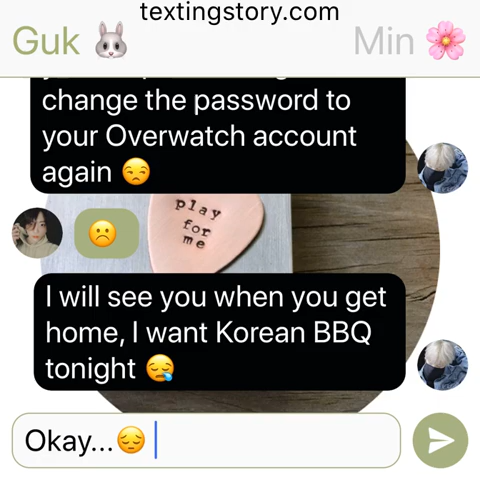 textingstory.com
Guk 🐰 Min 🌸
change the password to
your Overwatch account
again 😒
play
for
me
☹️
I will see you when you get
home, I want Korean BBQ
tonight 😪
Okay...😔